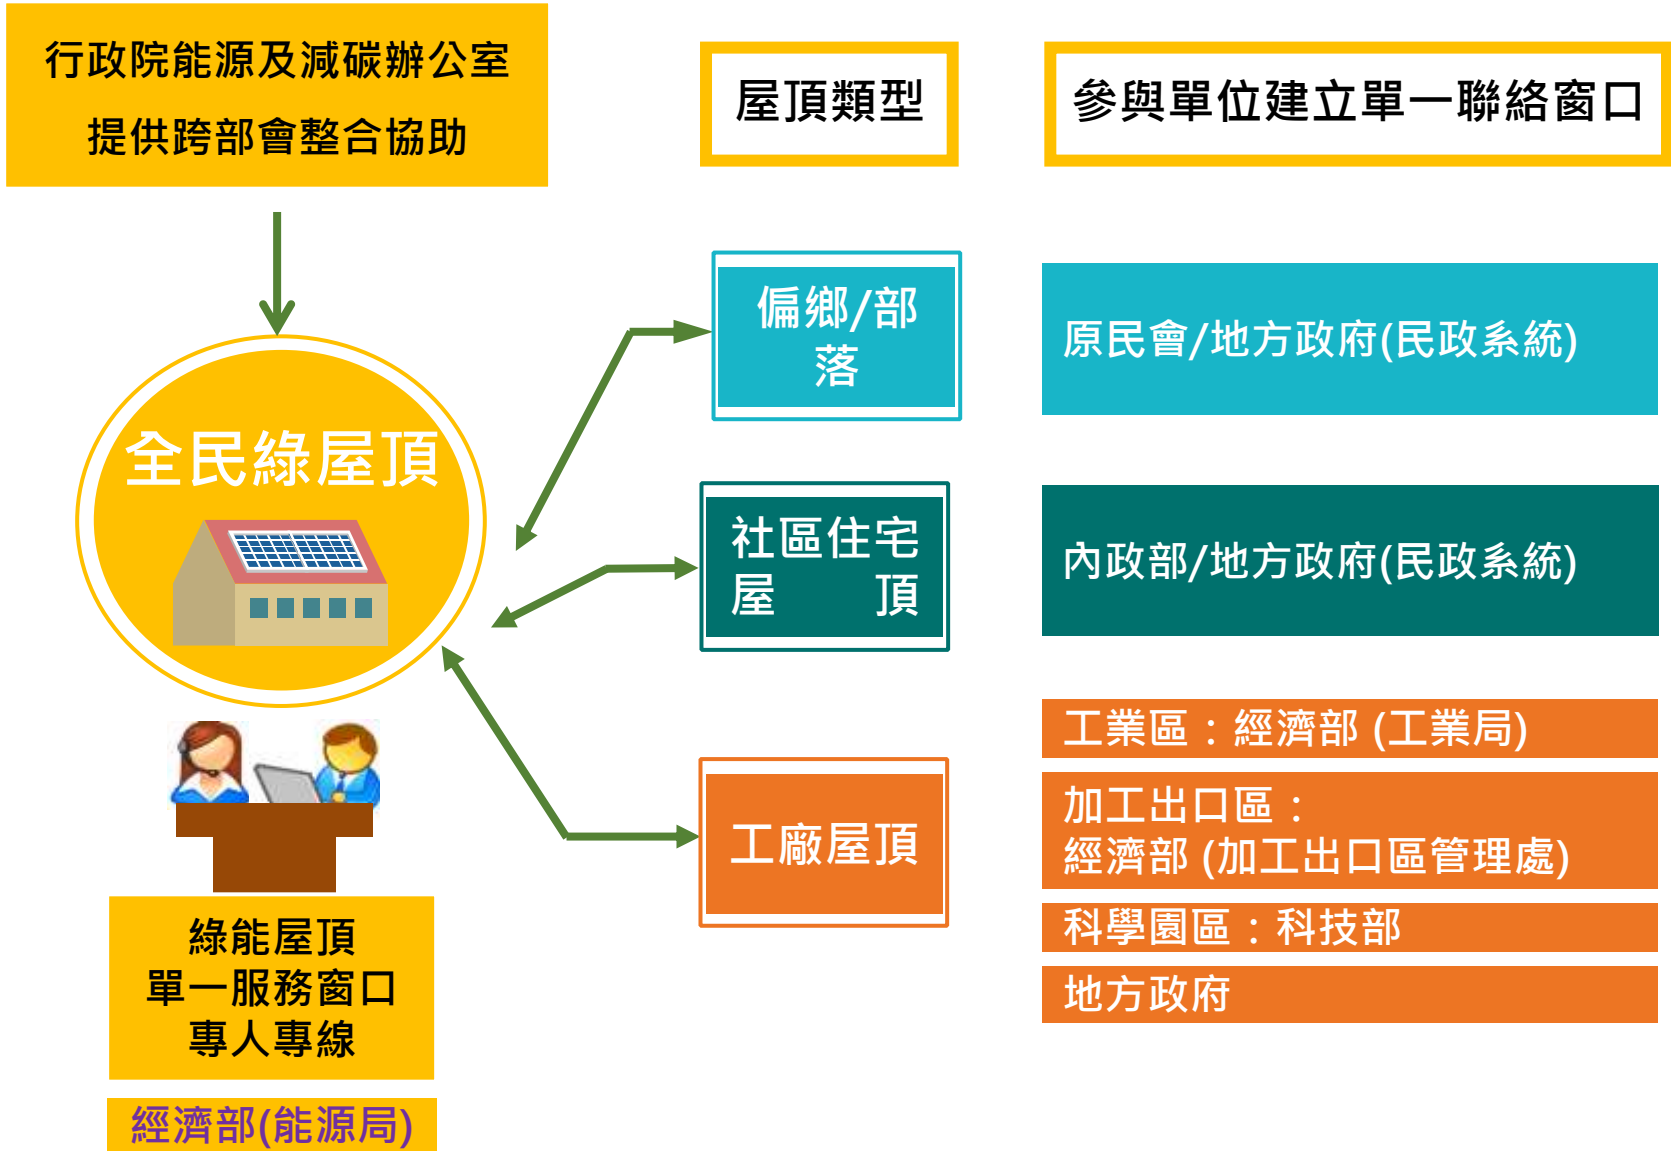 行政院能源及減碳辦公室
提供跨部會整合協助
屋頂類型
參與單位建立單一聯絡窗口
全民綠屋頂
偏鄉/部
落
原民會/地方政府(民政系統)
社區住宅
屋 頂
內政部/地方政府(民政系統)
工廠屋頂
工業區：經濟部 (工業局)
加工出口區：
經濟部 (加工出口區管理處)
科學園區：科技部
地方政府
綠能屋頂
單一服務窗口
專人專線
經濟部(能源局)